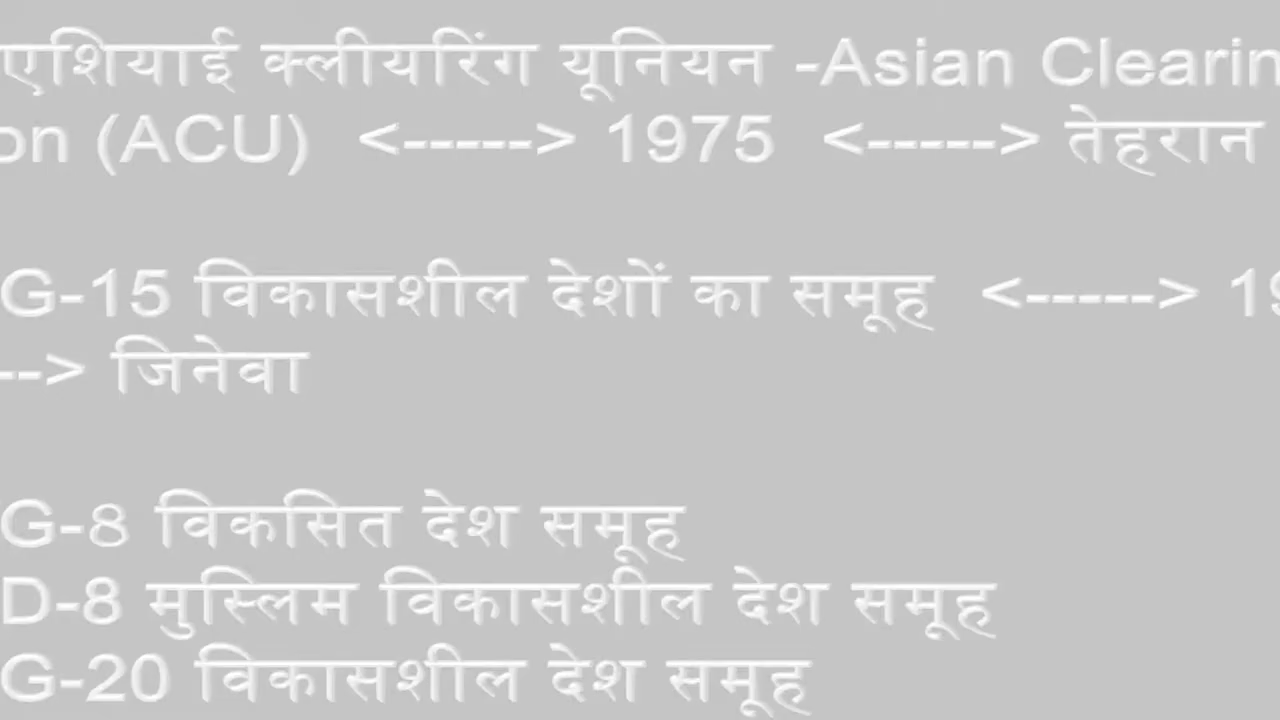 एशियाई क्लीयरिंग यूनियन -Asian Clearin
on (ACU) <-----> 1975 <-----> तेहरान
G-15 विकासशील देशों का समूह <-----> 19
--> जिनेवा
G-8 विकसित देश समूह
D-8 मुस्लिम विकासशील देश समूह
G-20 विकासशील देश समूह